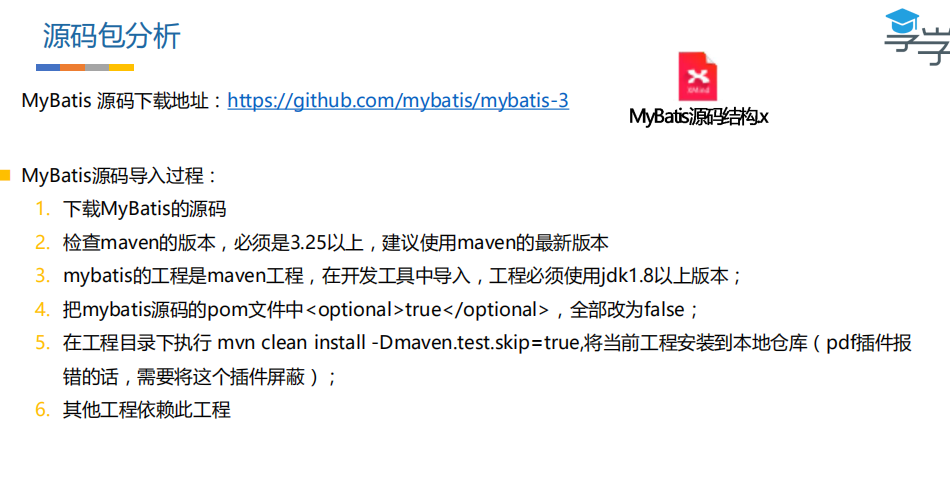 源码包分析
MyBatis 源码下载地址：https://github.com/mybatis/mybatis-3
XMind
MyBatis源码结构.x
MyBatis源码导入过程：
1. 下载MyBatis的源码
2. 检查maven的版本，必须是3.25以上，建议使用maven的最新版本
3. mybatis的工程是maven工程，在开发工具中导入，工程必须使用jdk1.8以上版本；
4. 把mybatis源码的pom文件中<optional>true</optional>，全部改为false；
5. 在工程目录下执行 mvn clean install -Dmaven.test.skip=true,将当前工程安装到本地仓库（pdf插件报
错的话，需要将这个插件屏蔽）；
6. 其他工程依赖此工程